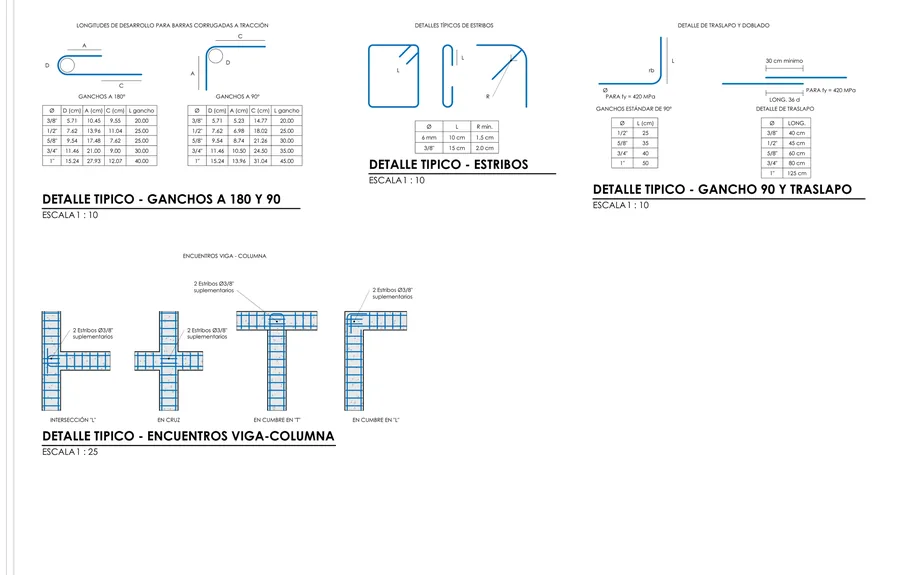 LONGITUDES DE DESARROLLO PARA BARRAS CORRUGADAS A TRACCIÓN
A
D
C
C
D
A
GANCHOS A 180°
Ø D (cm) A (cm) C (cm) L gancho
3/8" 5.71 10.45 9.55 20.00
1/2" 7.62 13.96 11.04 25.00
5/8" 9.54 17.48 7.62 25.00
3/4" 11.46 21.00 9.00 30.00
1" 15.24 27.93 12.07 40.00
GANCHOS A 90°
Ø D (cm) A (cm) C (cm) L gancho
3/8" 5.71 5.23 14.77 20.00
1/2" 7.62 6.98 18.02 25.00
5/8" 9.54 8.74 21.26 30.00
3/4" 11.46 10.50 24.50 35.00
1" 15.24 13.96 31.04 45.00
DETALLE TIPICO - GANCHOS A 180 Y 90
ESCALA 1 : 10
DETALLES TÍPICOS DE ESTRIBOS
L
L
R
Ø L R min.
6 mm 10 cm 1.5 cm
3/8" 15 cm 2.0 cm
DETALLE TIPICO - ESTRIBOS
ESCALA 1 : 10
DETALLE DE TRASLAPO Y DOBLADO
L
rb
Ø
PARA fy = 420 MPa
GANCHOS ESTÁNDAR DE 90°
Ø L (cm)
1/2" 25
5/8" 35
3/4" 40
1" 50
30 cm mínimo
PARA fy = 420 MPa
LONG. 36 d
DETALLE DE TRASLAPO
Ø LONG.
3/8" 40 cm
1/2" 45 cm
5/8" 60 cm
3/4" 80 cm
1" 125 cm
DETALLE TIPICO - GANCHO 90 Y TRASLAPO
ESCALA 1 : 10
ENCUENTROS VIGA - COLUMNA
2 Estribos Ø3/8"
suplementarios
2 Estribos Ø3/8"
suplementarios
2 Estribos Ø3/8"
suplementarios
2 Estribos Ø3/8"
suplementarios
INTERSECCIÓN "L"
EN CRUZ
EN CUMBRE EN "T"
EN CUMBRE EN "L"
DETALLE TIPICO - ENCUENTROS VIGA-COLUMNA
ESCALA 1 : 25